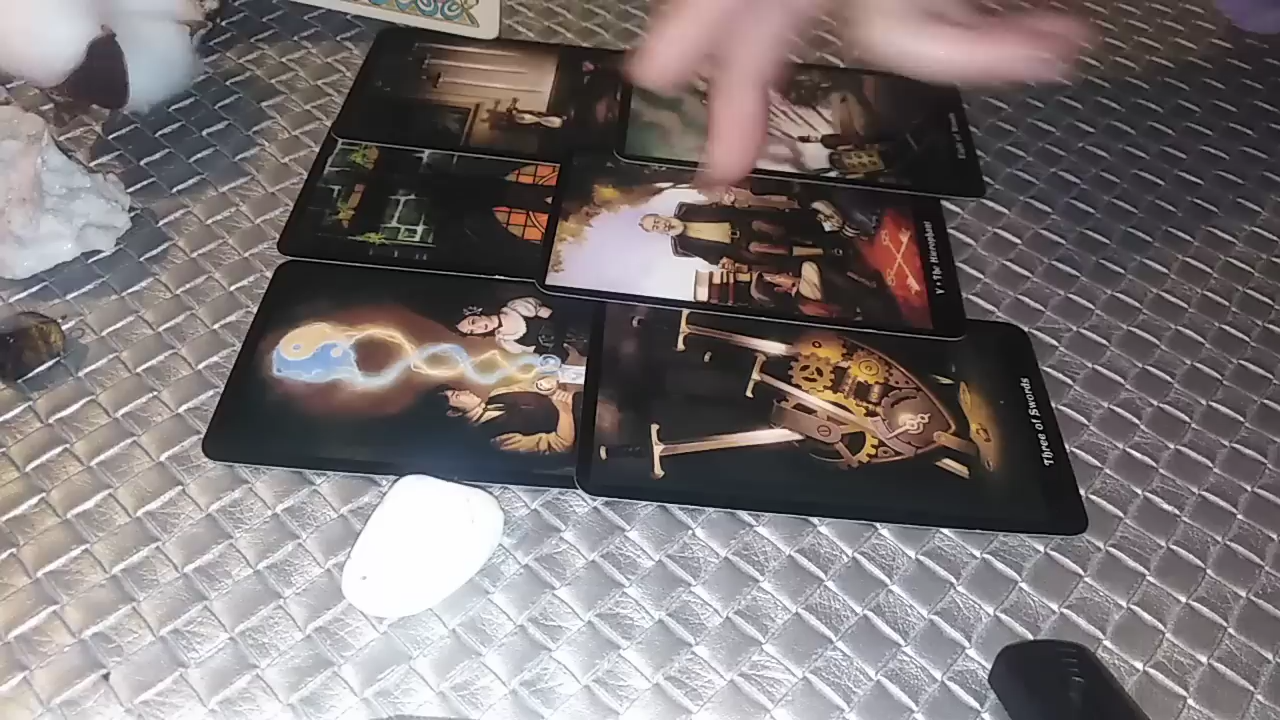 V • The Hierophant
Three of Swords